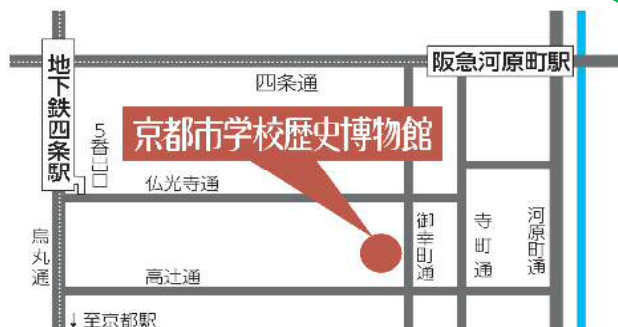 阪急河原町駅
地下鉄四条駅
四条通
5番出口
京都市学校歴史博物館
仏光寺通
烏丸通
御幸町通
寺町通
河原町通
高辻通
↓至京都駅